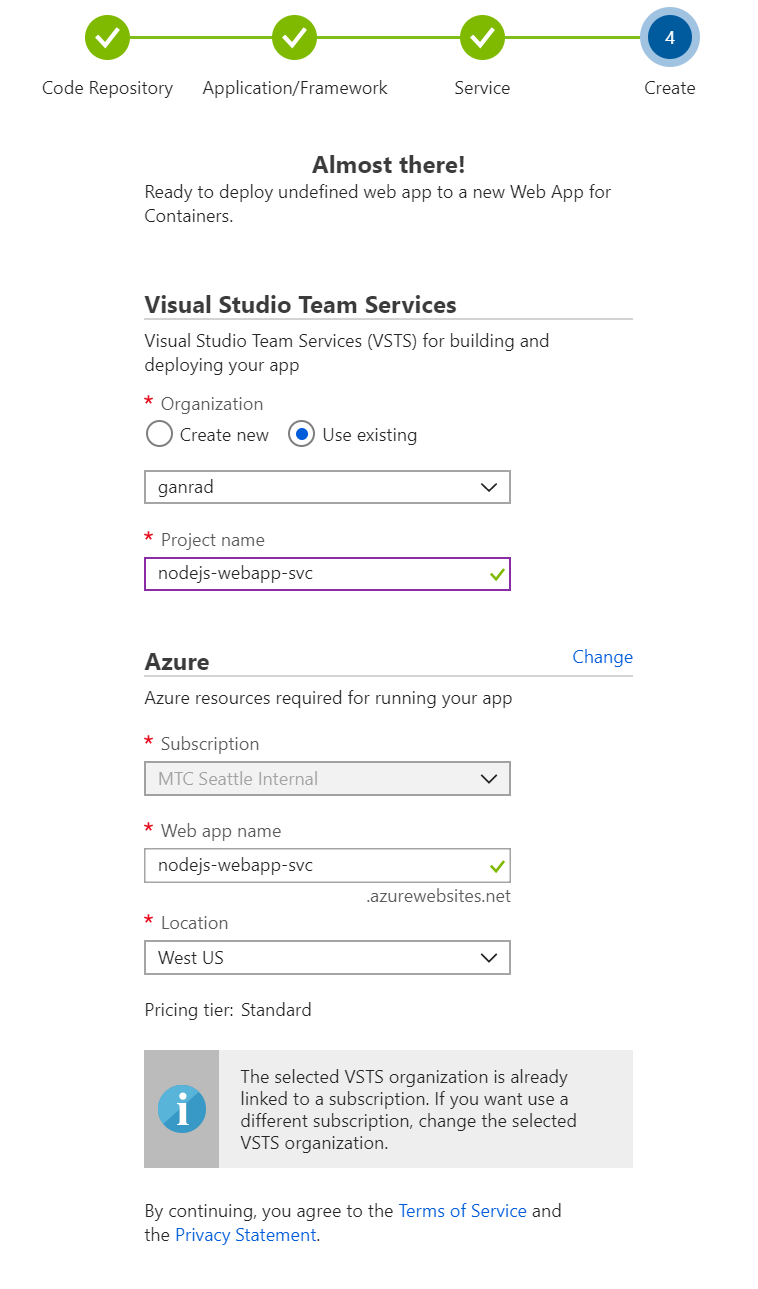 4
Code Repository Application/Framework Service Create
Almost there!
Ready to deploy undefined web app to a new Web App for
Containers.
Visual Studio Team Services
Visual Studio Team Services (VSTS) for building and
deploying your app
* Organization
Create new Use existing
ganrad
* Project name
nodejs-webapp-svc
Azure Change
Azure resources required for running your app
* Subscription
MTC Seattle Internal
* Web app name
nodejs-webapp-svc
.azurewebsites.net
* Location
West US
Pricing tier: Standard
The selected VSTS organization is already
linked to a subscription. If you want use a
different subscription, change the selected
VSTS organization.
By continuing, you agree to the Terms of Service and
the Privacy Statement.